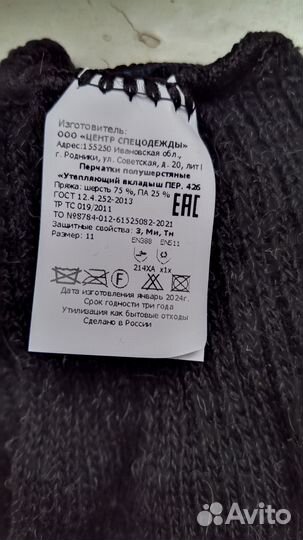 Изготовитель:
ООО «ЦЕНТР СПЕЦОДЕЖДЫ»
Адрес:155250 Ивановская обл.,
г. Родники, ул. Советская, д. 20, лит
Перчатки полушерстяные
«Утепляющий вкладыш ПЕР. 426
Пряжа: шерсть 75 %, ПА 25 %
ГОСТ 12.4.252-2013
ТР ТС 019/2011
ТО №8784-012-61525082-2021
EAC
Защитные свойства: З, Ми, Тн
Размер: 11
EN388 EN511
214XA x1x
F
Дата изготовления январь 2024г.
Срок годности три года
Утилизация как бытовые отходы
Сделано в России
Avito